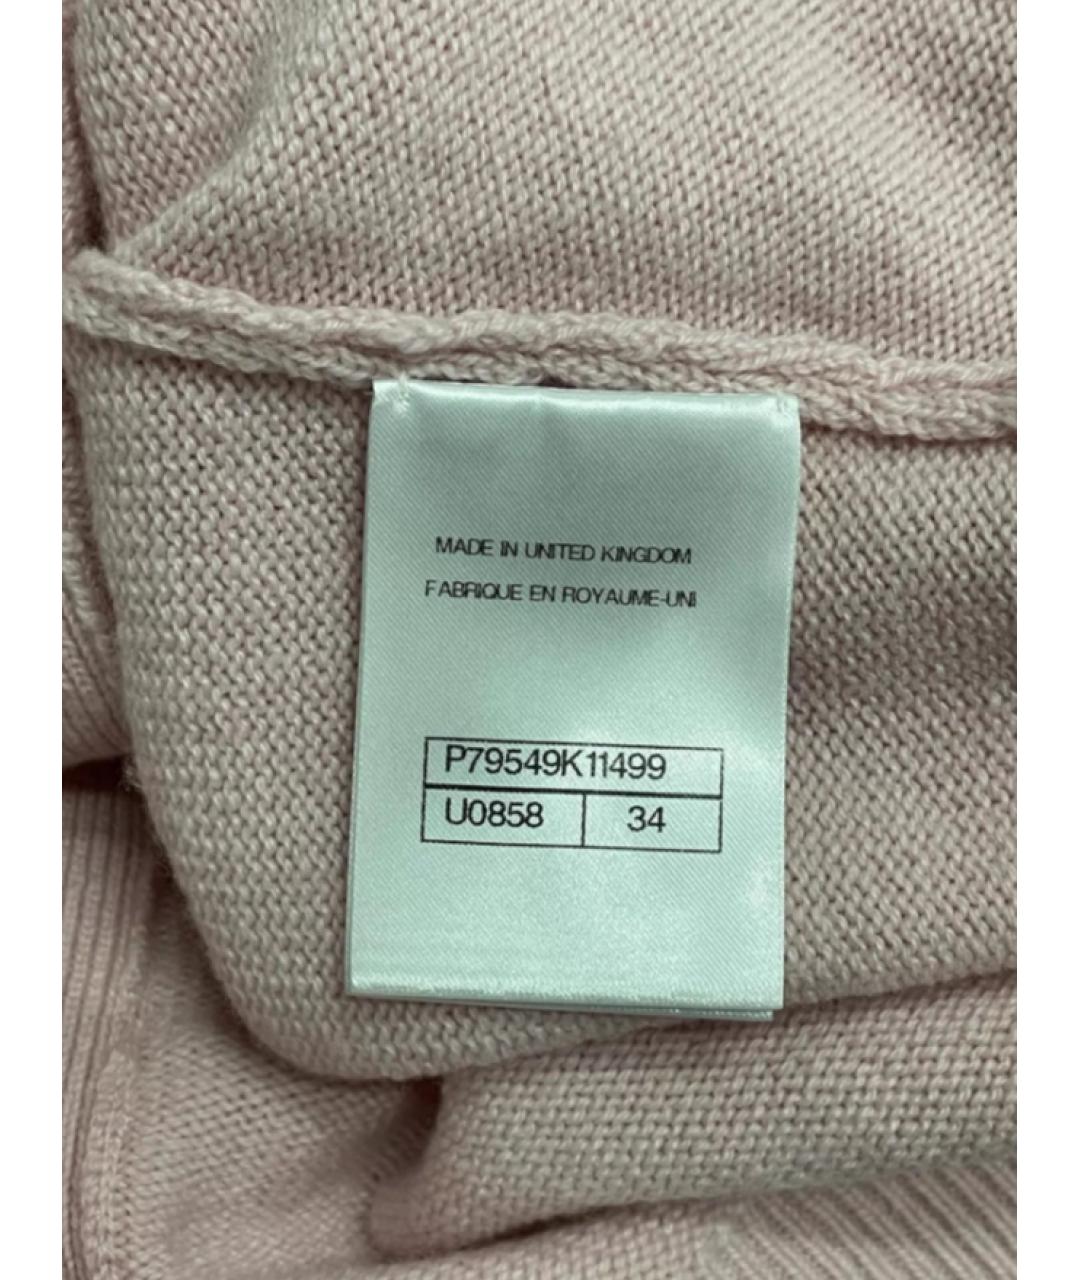 MADE IN UNITED KINGDOM
FABRIQUE EN ROYAUME-UNI
P79549K11499
U0858 34